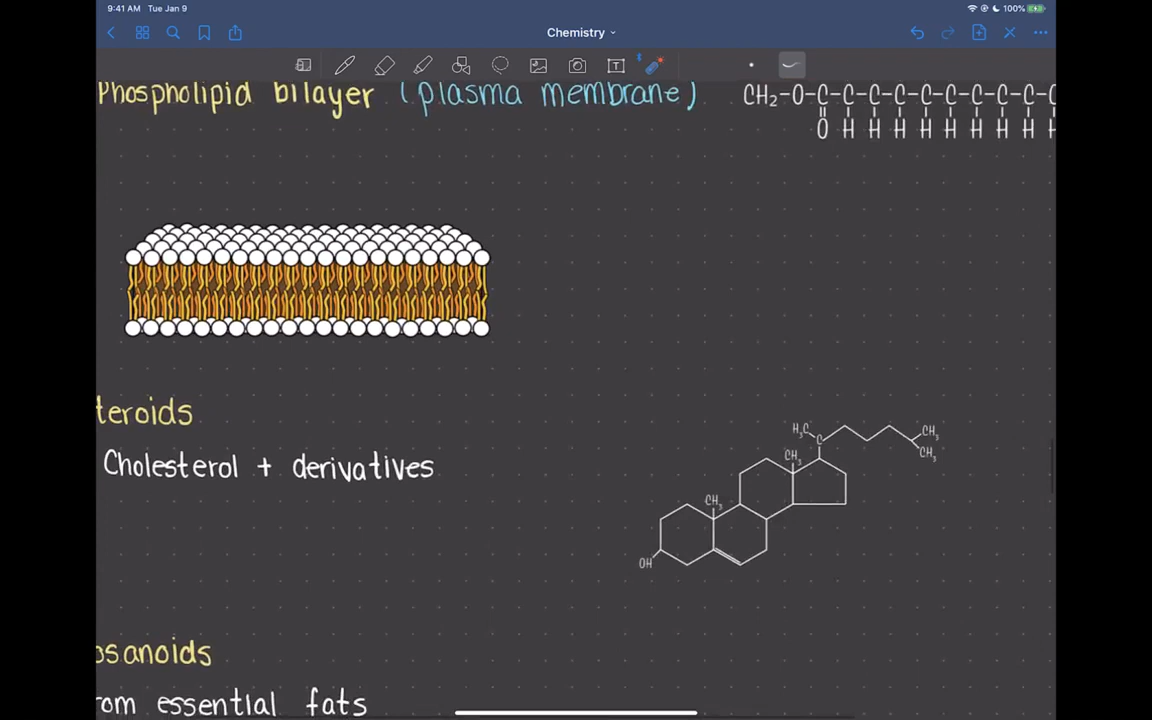 9:41 AM Tue Jan 9
100%
Chemistry
Phospholipid bilayer (plasma membrane)
CH₂-O-C-C-C-C-C-C-C-C-C-C
O H H H H H H H H H
teroids
Cholesterol + derivatives
H₃C
C
CH₃
CH₃
CH₃
CH₃
OH
osanoids
rom essential fats